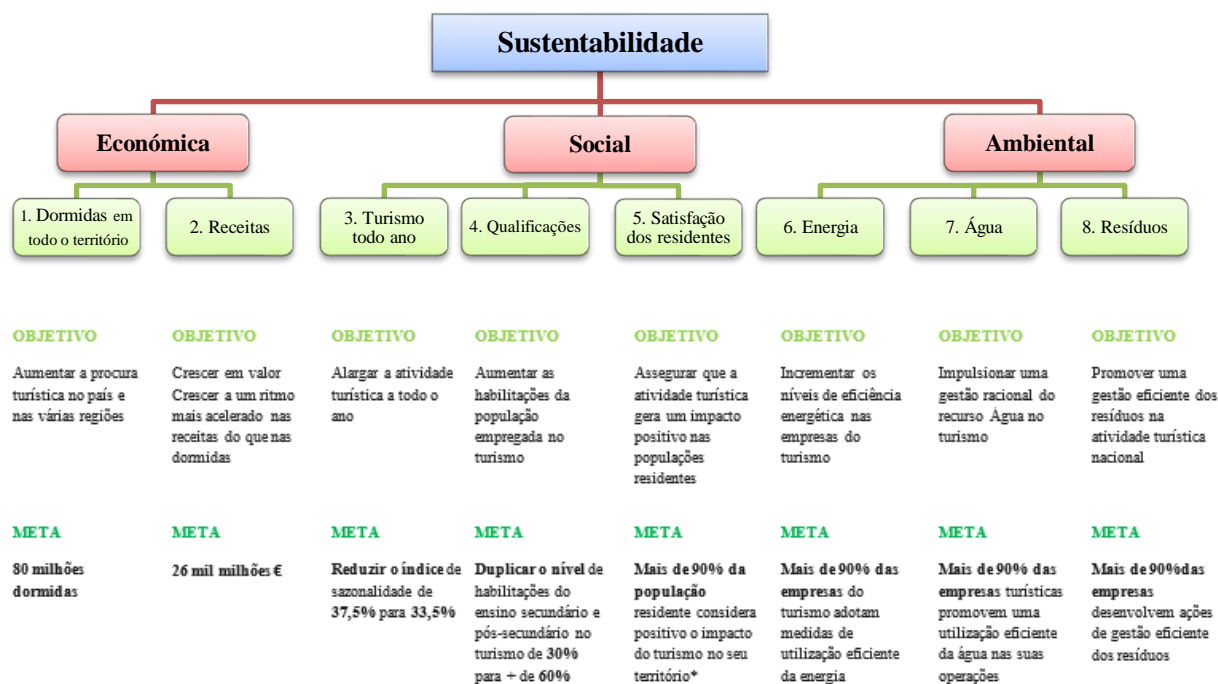 Sustentabilidade
Económica
Social
Ambiental
1. Dormidas em
todo o território
2. Receitas
3. Turismo
todo ano
4. Qualificações
5. Satisfação
dos residentes
6. Energia
7. Água
8. Resíduos
OBJETIVO
Aumentar a procura
turística no país e
nas várias regiões
OBJETIVO
Crescer em valor
Crescer a um ritmo
mais acelerado nas
receitas do que nas
dormidas
OBJETIVO
Alargar a atividade
turística a todo o
ano
OBJETIVO
Aumentar as
habilitações da
população
empregada no
turismo
OBJETIVO
Assegurar que a
atividade turística
gera um impacto
positivo nas
populações
residentes
OBJETIVO
Incrementar os
níveis de eficiência
energética nas
empresas do
turismo
OBJETIVO
Impulsionar uma
gestão racional do
recurso Água no
turismo
OBJETIVO
Promover uma
gestão eficiente dos
resíduos na
atividade turística
nacional
META
80 milhões
dormidas
META
26 mil milhões €
META
Reduzir o índice de
sazonalidade de
37,5% para 33,5%
META
Duplicar o nível de
habilitações do
ensino secundário e
pós-secundário no
turismo de 30%
para + de 60%
META
Mais de 90% da
população
residente considera
positivo o impacto
do turismo no seu
território*
META
Mais de 90% das
empresas do
turismo adotam
medidas de
utilização eficiente
da energia
META
Mais de 90% das
empresas turísticas
promovem uma
utilização eficiente
da água nas suas
operações
META
Mais de 90%das
empresas
desenvolvem ações
de gestão eficiente
dos resíduos